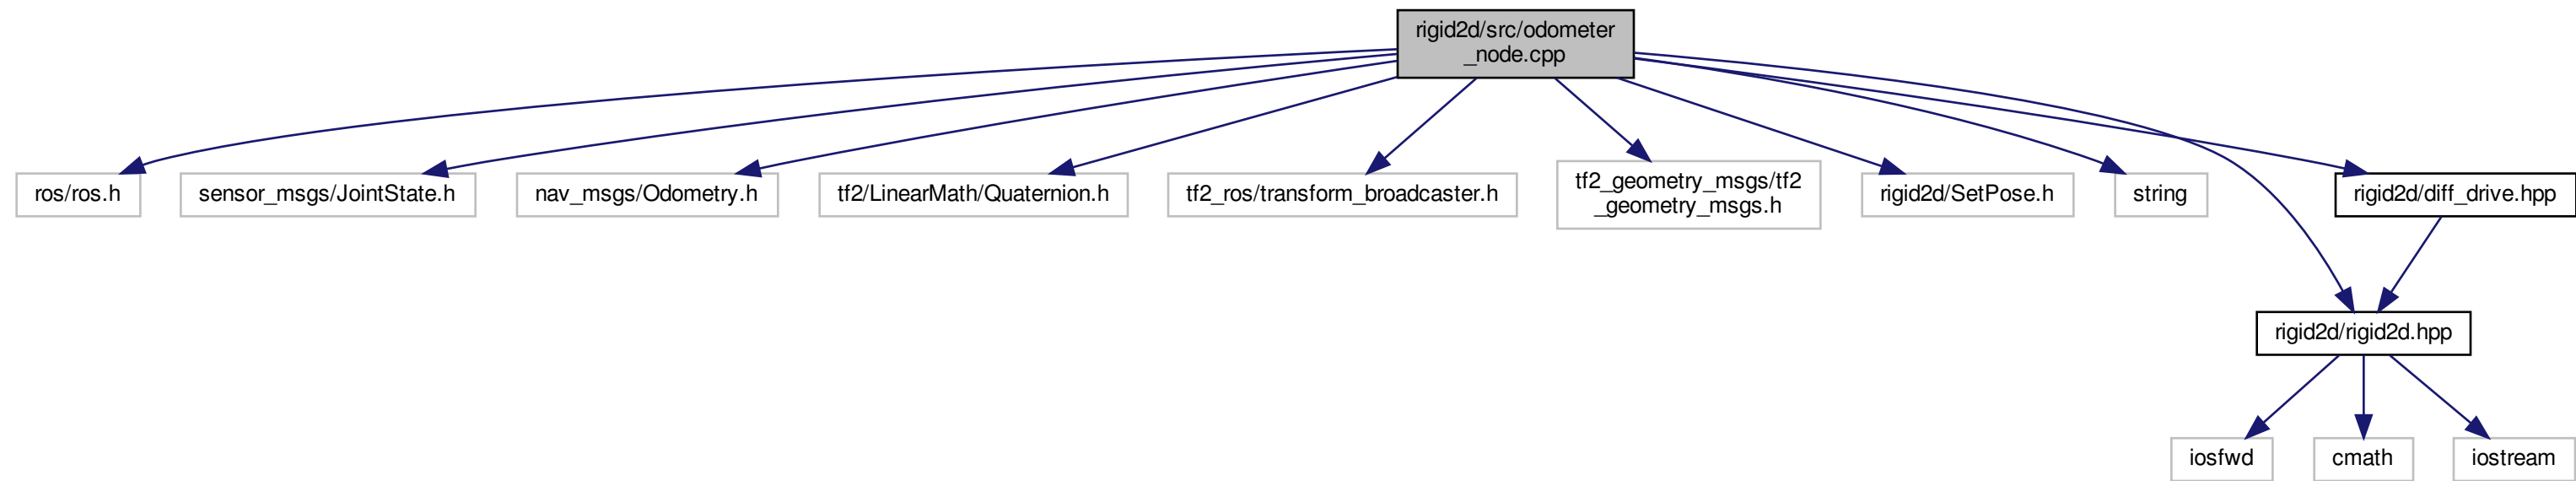 rigid2d/src/odometer
_node.cpp
ros/ros.h
sensor_msgs/JointState.h
nav_msgs/Odometry.h
tf2/LinearMath/Quaternion.h
tf2_ros/transform_broadcaster.h
tf2_geometry_msgs/tf2
_geometry_msgs.h
rigid2d/SetPose.h
string
rigid2d/diff_drive.hpp
rigid2d/rigid2d.hpp
iosfwd
cmath
iostream